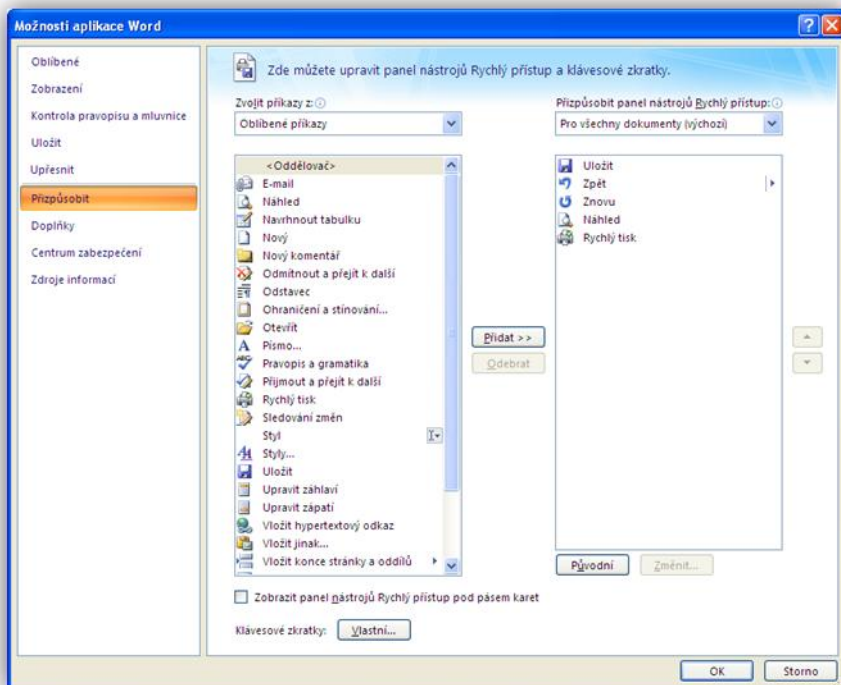 Možnosti aplikace Word
Oblíbené
Zobrazení
Kontrola pravopisu a mluvnice
Uložit
Upřesnit
Přizpůsobit
Doplňky
Centrum zabezpečení
Zdroje informací
Zde můžete upravit panel nástrojů Rychlý přístup a klávesové zkratky.
Zvolit příkazy z:
Oblíbené příkazy
<Oddělovač>
E-mail
Náhled
Navrhnout tabulku
Nový
Nový komentář
Odmítnout a přejít k další
Odstavec
Ohraničení a stínování...
Otevřít
Písmo...
Pravopis a gramatika
Přijmout a přejít k další
Rychlý tisk
Sledování změn
Styl
Styly...
Uložit
Upravit záhlaví
Upravit zápatí
Vložit hypertextový odkaz
Vložit jinak...
Vložit konce stránky a oddílů
Přidat >>
Odebrat
Přizpůsobit panel nástrojů Rychlý přístup:
Pro všechny dokumenty (výchozí)
Uložit
Zpět
Znovu
Náhled
Rychlý tisk
Původní
Změnit...
Zobrazit panel nástrojů Rychlý přístup pod pásem karet
Klávesové zkratky:
Vlastní...
OK
Storno